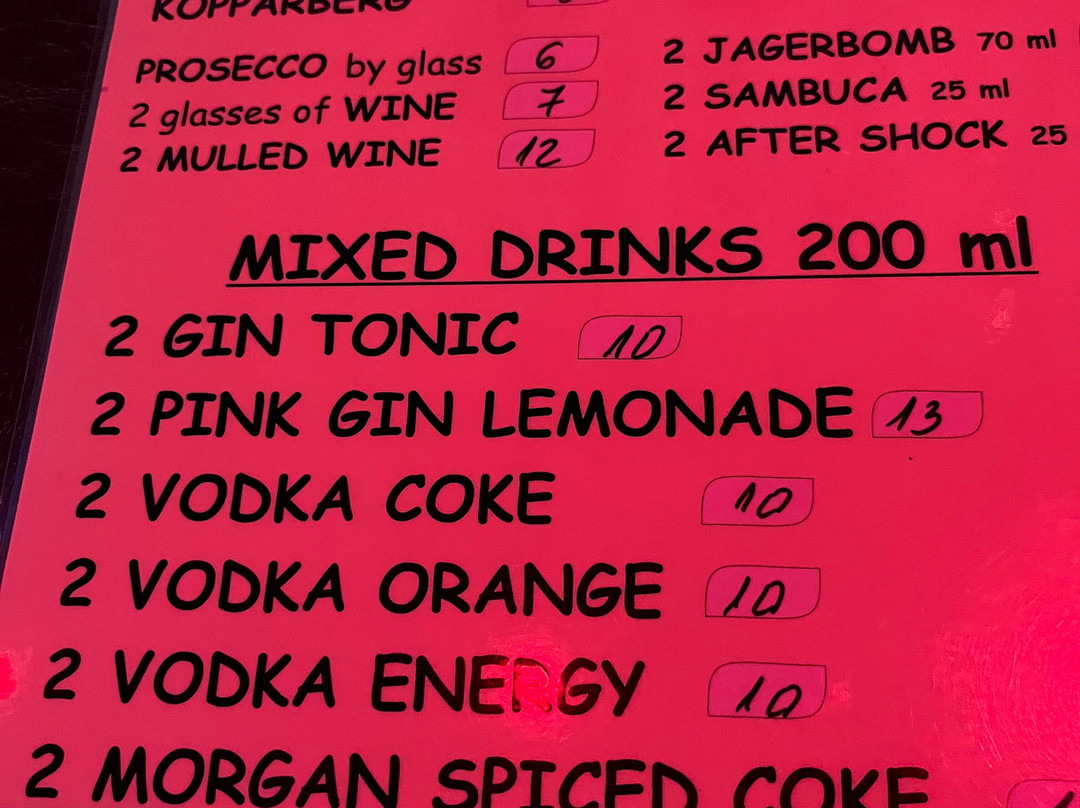 KOPPARBERG
PROSECCO by glass 6
2 glasses of WINE 7
2 MULLED WINE 12
2 JAGERBOMB 70 ml
2 SAMBUCA 25 ml
2 AFTER SHOCK 25
MIXED DRINKS 200 ml
2 GIN TONIC 10
2 PINK GIN LEMONADE 13
2 VODKA COKE 10
2 VODKA ORANGE 10
2 VODKA ENERGY 10
2 MORGAN SPICED COKE